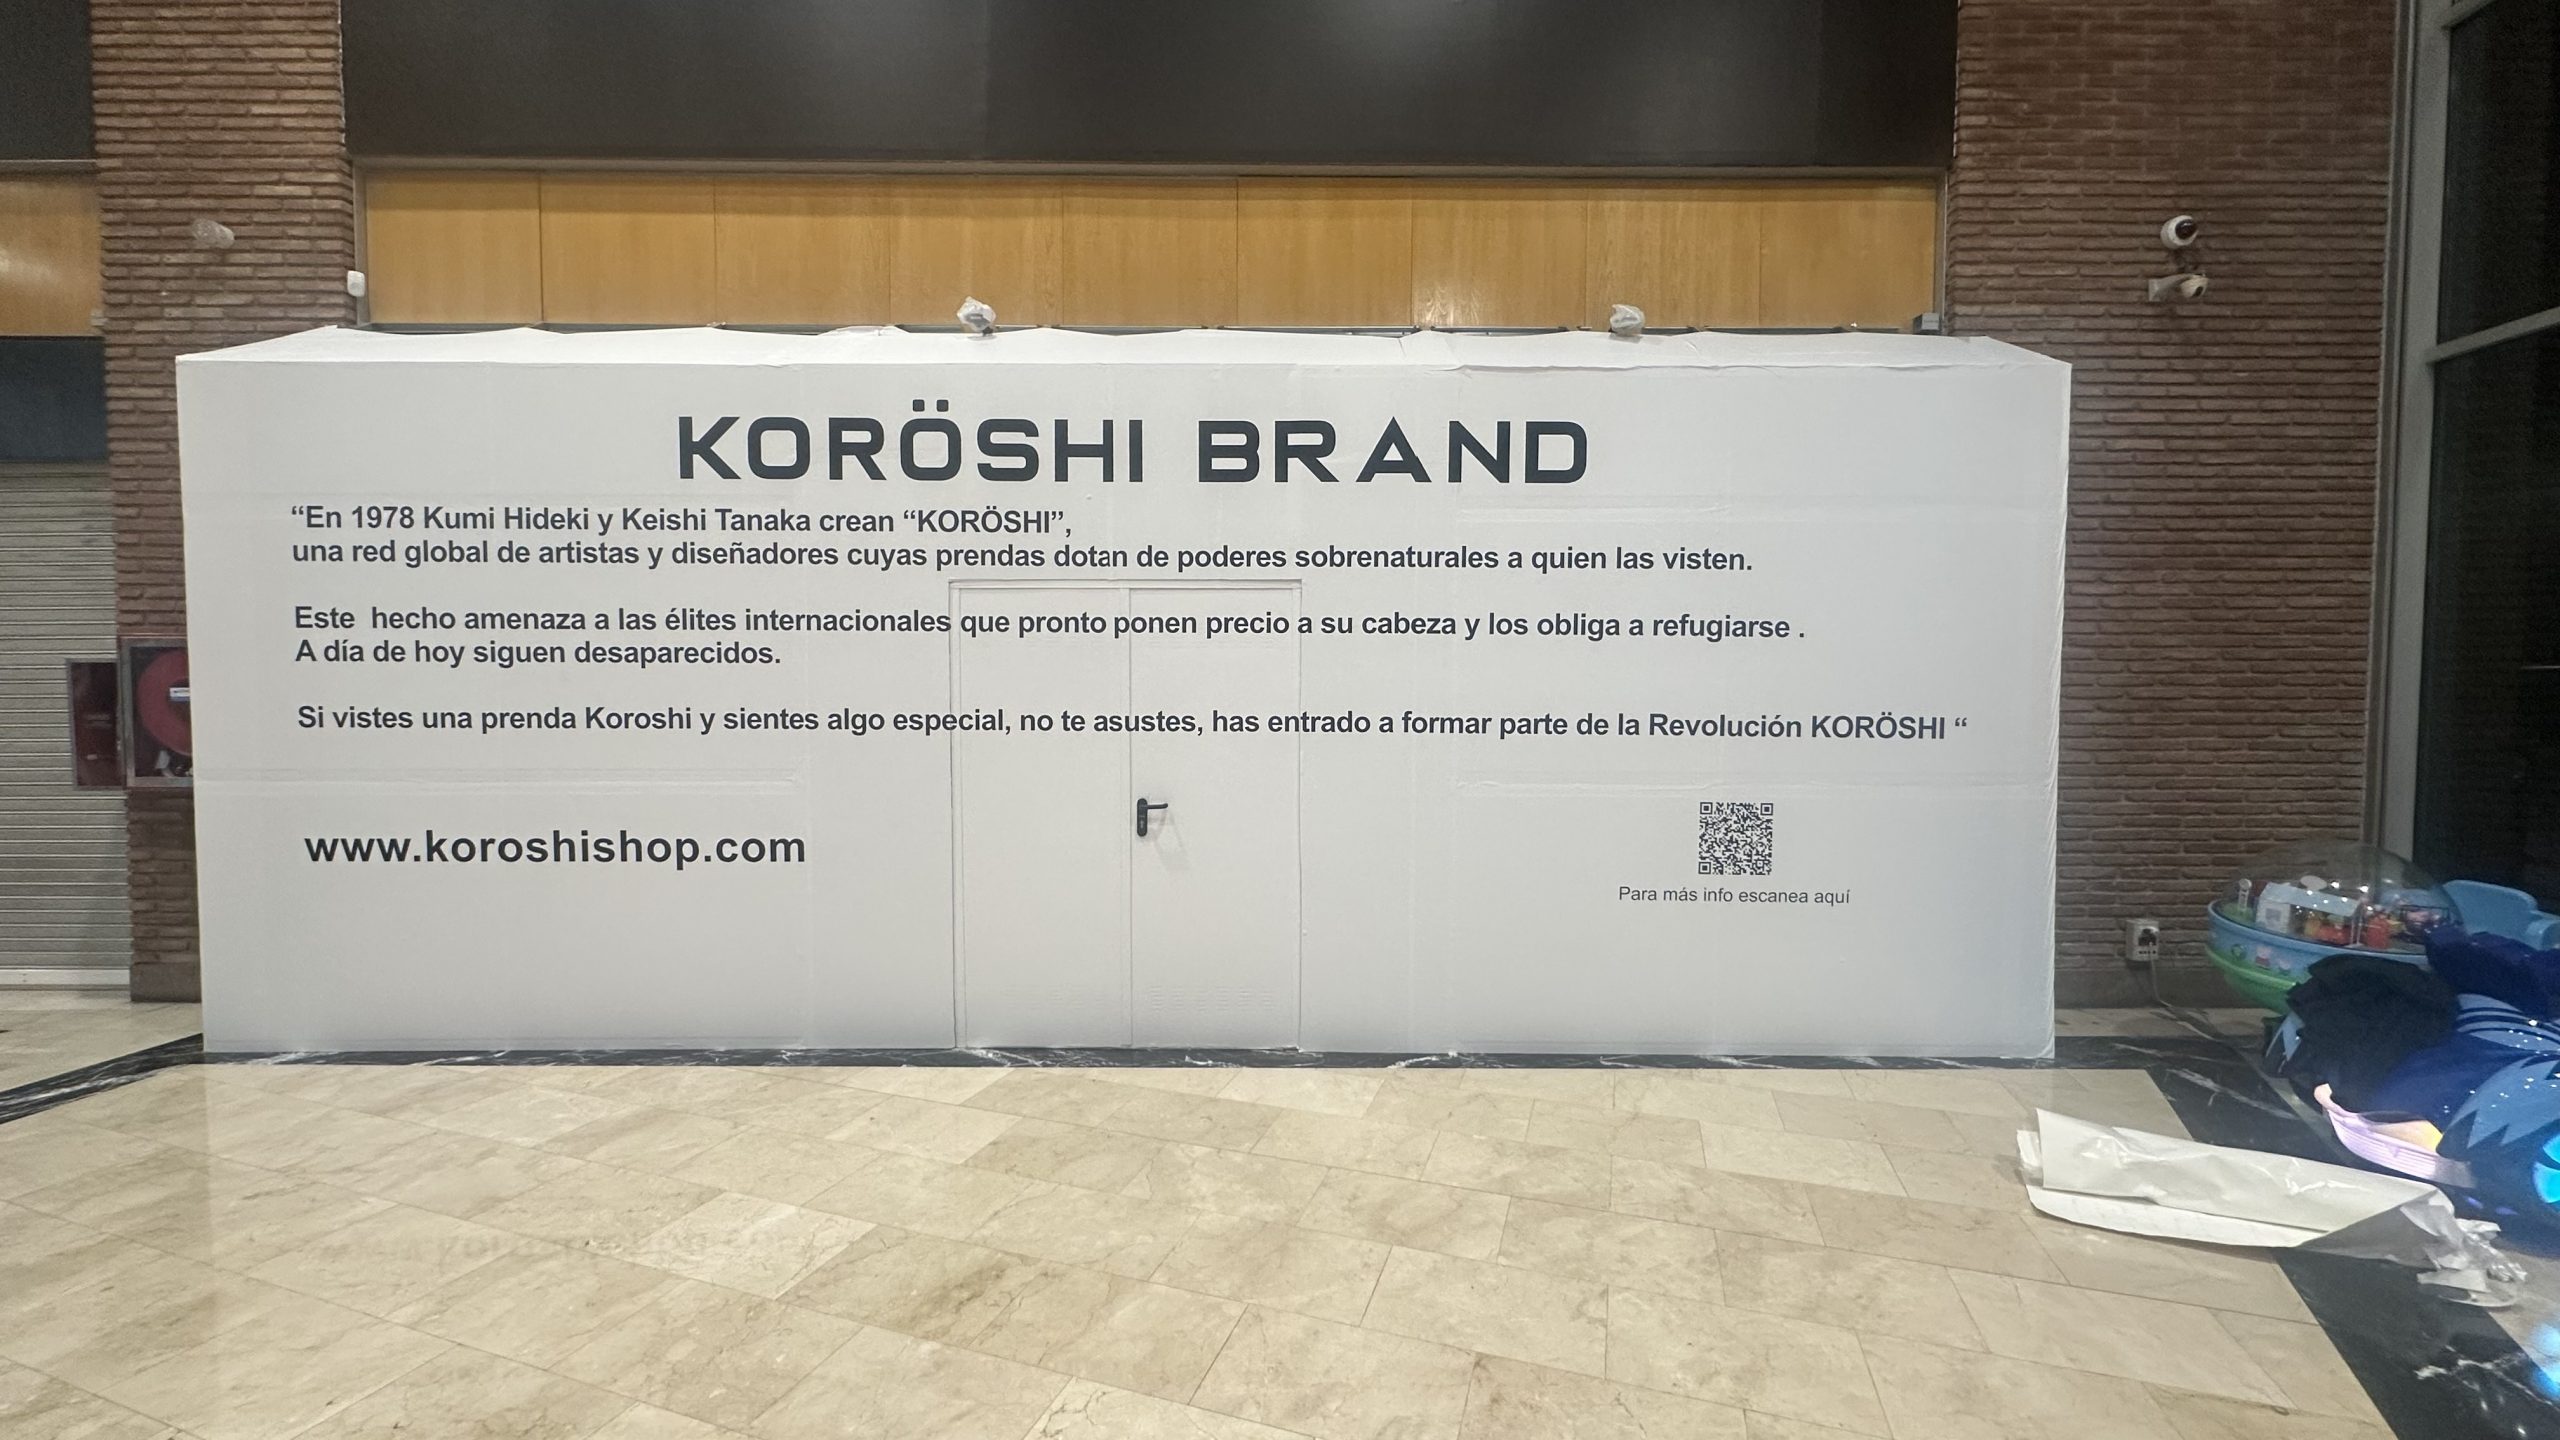 KORÖSHI BRAND
“En 1978 Kumi Hideki y Keishi Tanaka crean “KORÖSHI”,
una red global de artistas y diseñadores cuyas prendas dotan de poderes sobrenaturales a quien las visten.
Este hecho amenaza a las élites internacionales que pronto ponen precio a su cabeza y los obliga a refugiarse .
A día de hoy siguen desaparecidos.
Si vistes una prenda Koroshi y sientes algo especial, no te asustes, has entrado a formar parte de la Revolución KORÖSHI “
www.koroshishop.com
Para más info escanea aquí